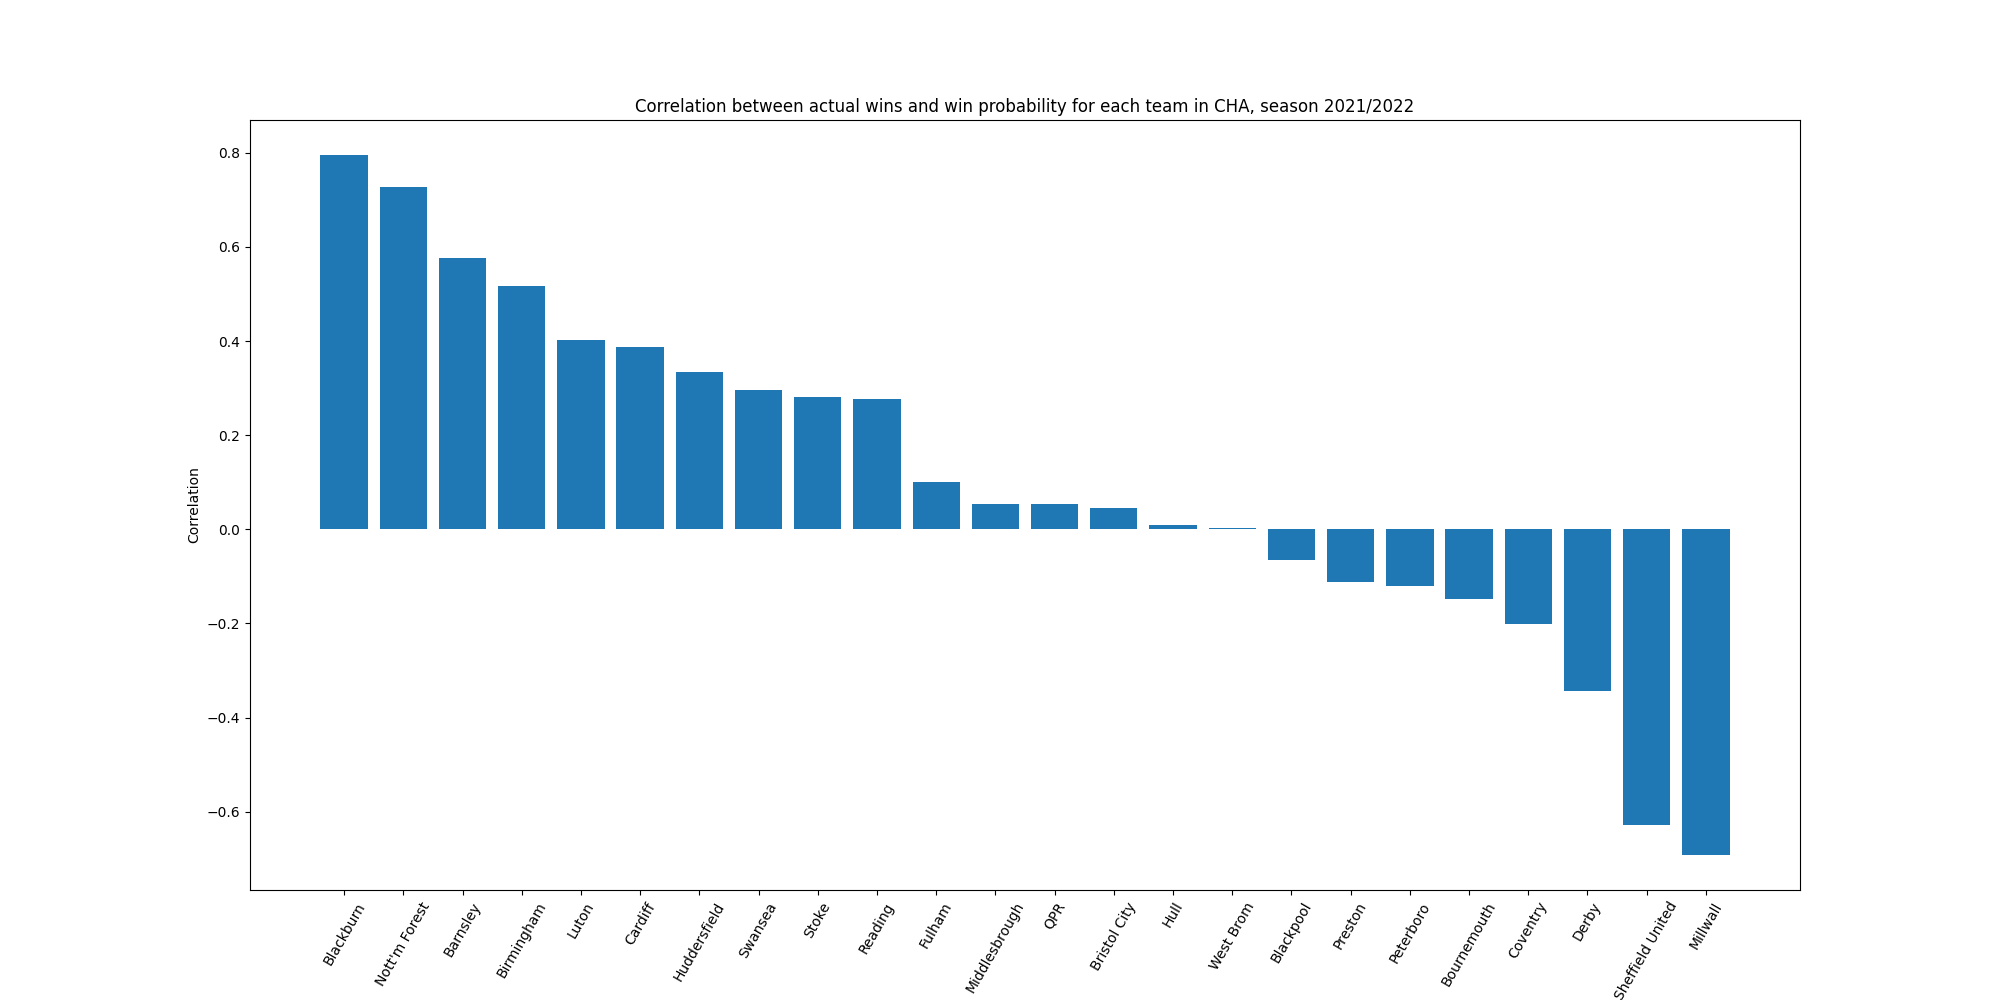 Correlation between actual wins and win probability for each team in CHA, season 2021/2022
Correlation
0.8
0.6
0.4
0.2
0.0
−0.2
−0.4
−0.6
Blackburn
Nott'm Forest
Barnsley
Birmingham
Luton
Cardiff
Huddersfield
Swansea
Stoke
Reading
Fulham
Middlesbrough
QPR
Bristol City
Hull
West Brom
Blackpool
Preston
Peterboro
Bournemouth
Coventry
Derby
Sheffield United
Millwall